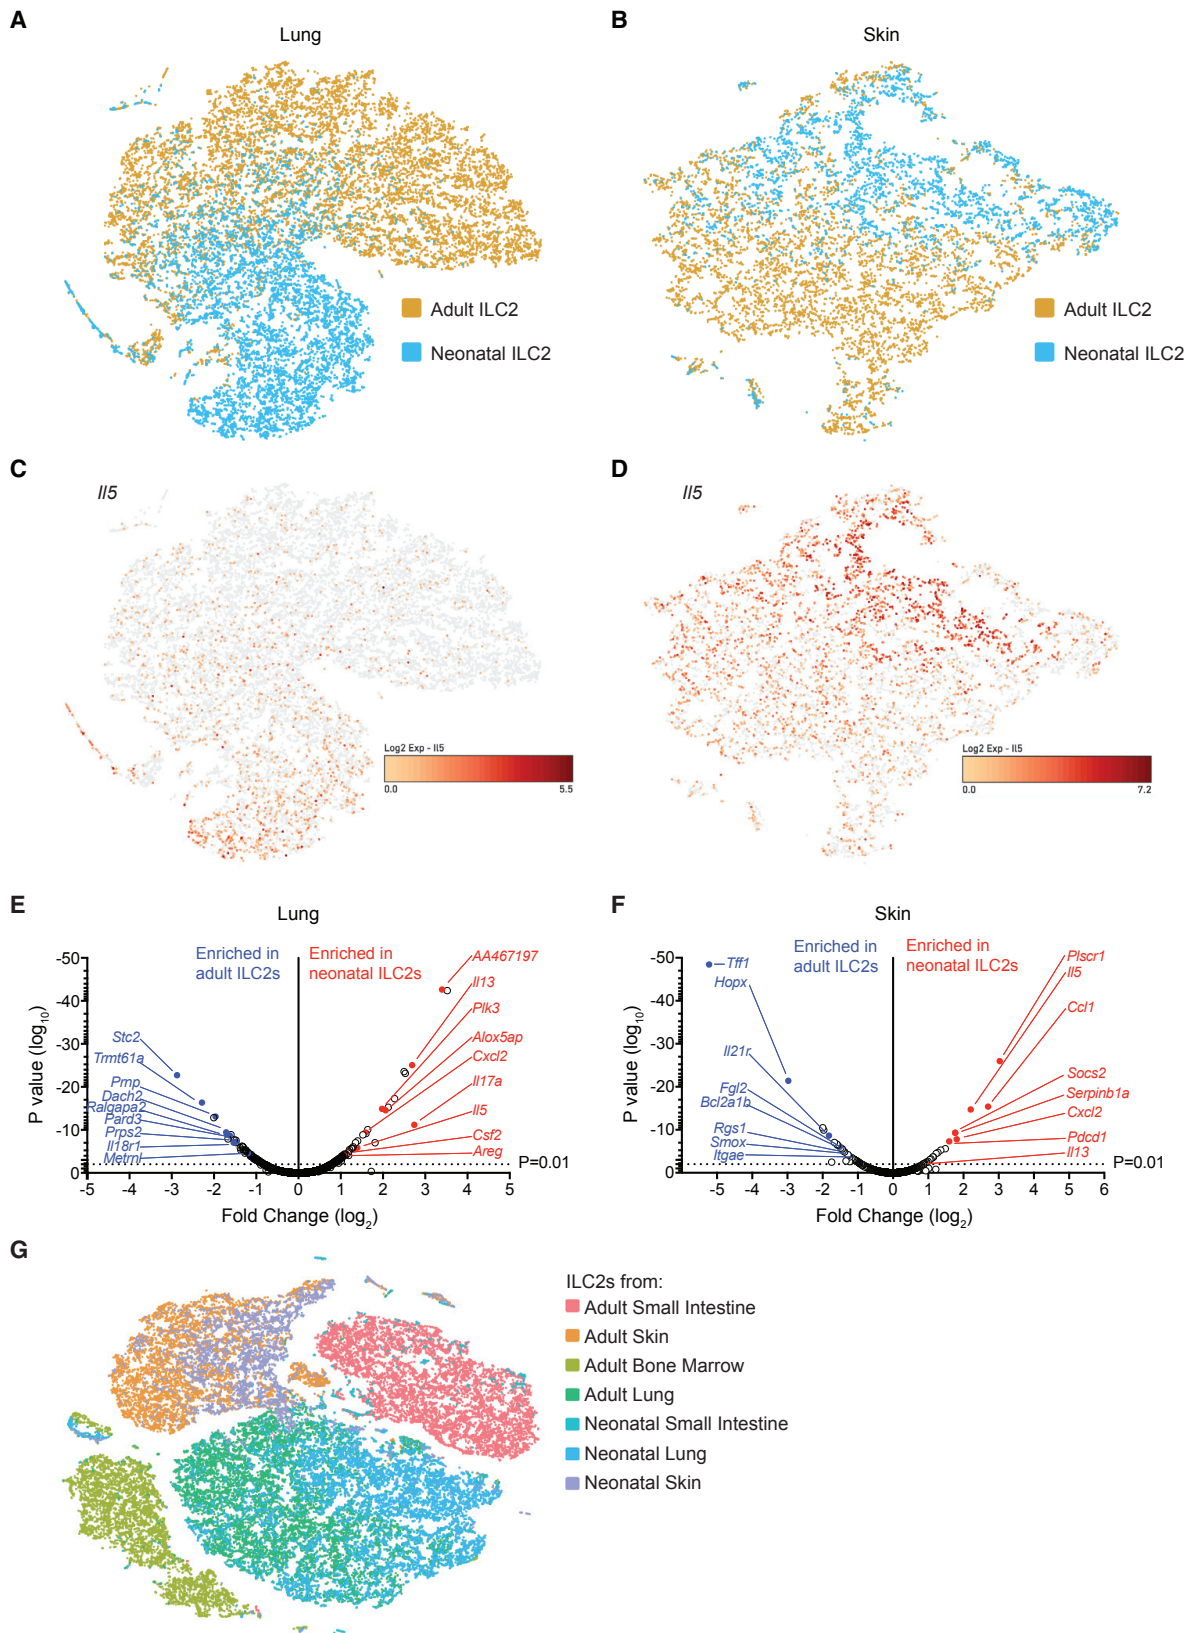 A
Lung
Adult ILC2
Neonatal ILC2
B
Skin
Adult ILC2
Neonatal ILC2
C
Il5
Log2 Exp - Il5
0.0 5.5
D
Il5
Log2 Exp - Il5
0.0 7.2
E
Lung
Enriched in
adult ILC2s
Enriched in
neonatal ILC2s
P value (log10)
-50
-40
-30
-20
-10
0
Stc2
Trmt61a
Prnp
Dach2
Ralgapa2
Pard3
Prps2
Il18r1
Metrnl
AA467197
Il13
Plk3
Alox5ap
Cxcl2
Il17a
Il5
Csf2
Areg
P=0.01
-5 -4 -3 -2 -1 0 1 2 3 4 5
Fold Change (log2)
F
Skin
Enriched in
adult ILC2s
Enriched in
neonatal ILC2s
P value (log10)
-50
-40
-30
-20
-10
0
Tff1
Hopx
Il21r
Fgl2
Bcl2a1b
Rgs1
Smox
Itgae
Plscr1
Il5
Ccl1
Socs2
Serpinb1a
Cxcl2
Pdcd1
Il13
P=0.01
-5 -4 -3 -2 -1 0 1 2 3 4 5 6
Fold Change (log2)
G
ILC2s from:
Adult Small Intestine
Adult Skin
Adult Bone Marrow
Adult Lung
Neonatal Small Intestine
Neonatal Lung
Neonatal Skin